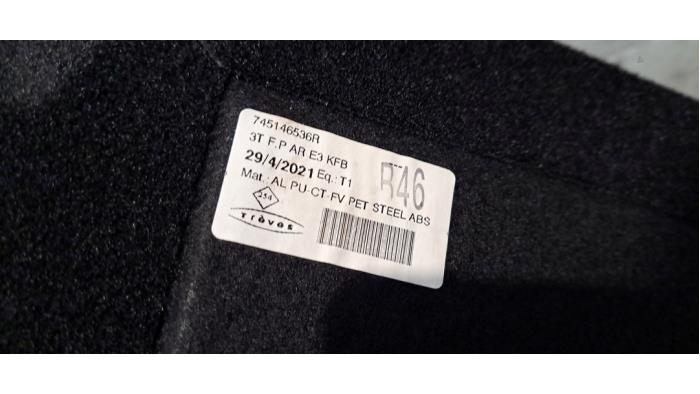 745146536R
3T F.P AR E3 KFB
29/4/2021 Eq.: T1
B46
Mat.: AL PU-CT-FV PET STEEL ABS
254
Trèves